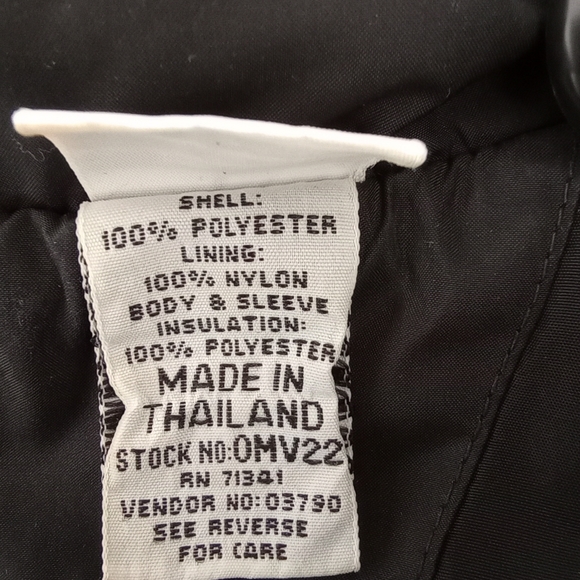 SHELL:
100% POLYESTER
LINING:
100% NYLON
BODY & SLEEVE
INSULATION:
100% POLYESTER
MADE IN
THAILAND
STOCK NO:OMV22
RN 71341
VENDOR NO:03790
SEE REVERSE
FOR CARE